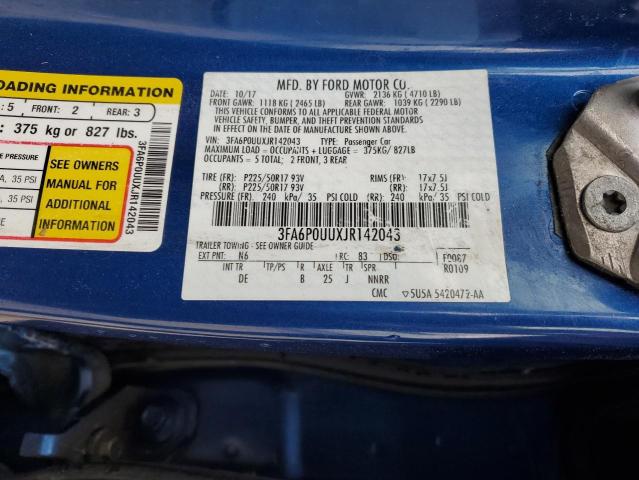 OADING INFORMATION
: 5 FRONT: 2 REAR: 3
: 375 kg or 827 lbs.
E PRESSURE
A, 35 PSI
, 35 PSI
SEE OWNERS
MANUAL FOR
ADDITIONAL
INFORMATION
3FA6P0UUXJR142043
MFD. BY FORD MOTOR CO.
DATE: 10/17 GVWR: 2136 KG ( 4710 LB)
FRONT GAWR: 1118 KG ( 2465 LB) REAR GAWR: 1039 KG ( 2290 LB)
THIS VEHICLE CONFORMS TO ALL APPLICABLE FEDERAL MOTOR
VEHICLE SAFETY, BUMPER, AND THEFT PREVENTION STANDARDS
IN EFFECT ON THE DATE OF MANUFACTURE SHOWN ABOVE.
VIN: 3FA6P0UUXJR142043 TYPE: Passenger Car
MAXIMUM LOAD = OCCUPANTS + LUGGAGE = 375KG/ 827LB
OCCUPANTS = 5 TOTAL: 2 FRONT, 3 REAR
TIRE (FR): P225/50R17 93V RIMS (FR): 17x7.5J
(RR): P225/50R17 93V (RR): 17x7.5J
PRESSURE (FR): 240 kPa/ 35 PSI COLD (RR): 240 kPa/ 35 PSI COLD
3FA6P0UUXJR142043
TRAILER TOWING - SEE OWNER GUIDE
EXT PNT: N6 RC: 83 DSO: F0087
R0109
INT TR TP/PS R AXLE TR SPR
DE B 25 J NNRR
CMC 5U5A 5420472-AA